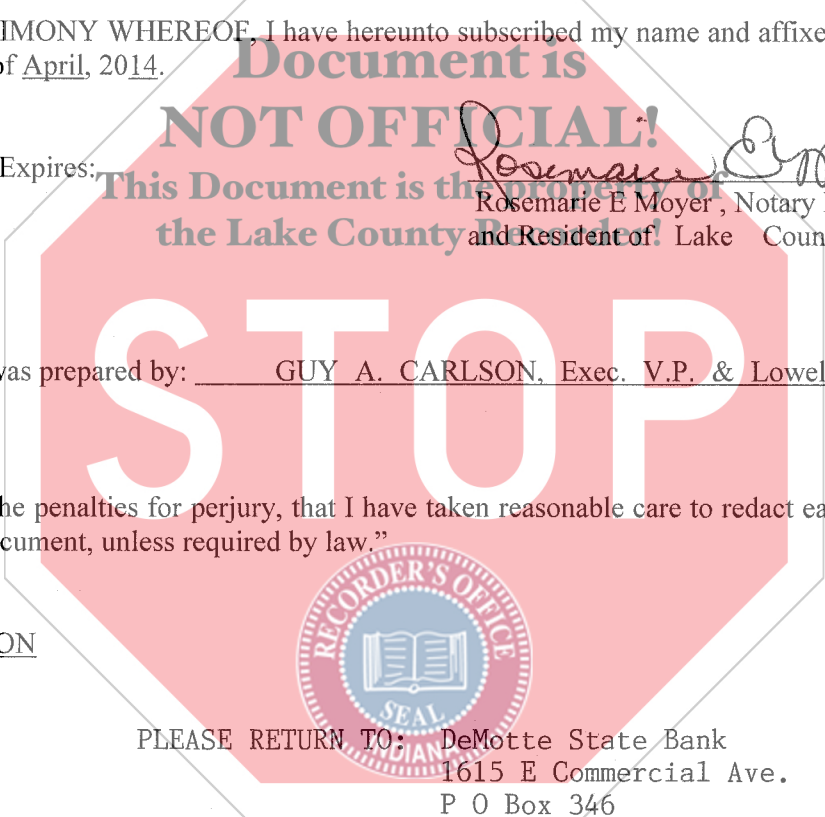 IMONY WHEREOF, I have hereunto subscribed my name and affixe
of April, 2014.
Document is
NOT OFFICIAL!
This Document is the property of
the Lake County Recorder!
Expires:
Rosemarie E M
Rosemarie E Moyer , Notary
and Resident of Lake Coun
STOP
was prepared by: GUY A. CARLSON, Exec. V.P. & Lowel
he penalties for perjury, that I have taken reasonable care to redact ea
cument, unless required by law.”
RECORDER'S OFFICE
SEAL
INDIANA
ON
PLEASE RETURN TO: DeMotte State Bank
1615 E Commercial Ave.
P O Box 346